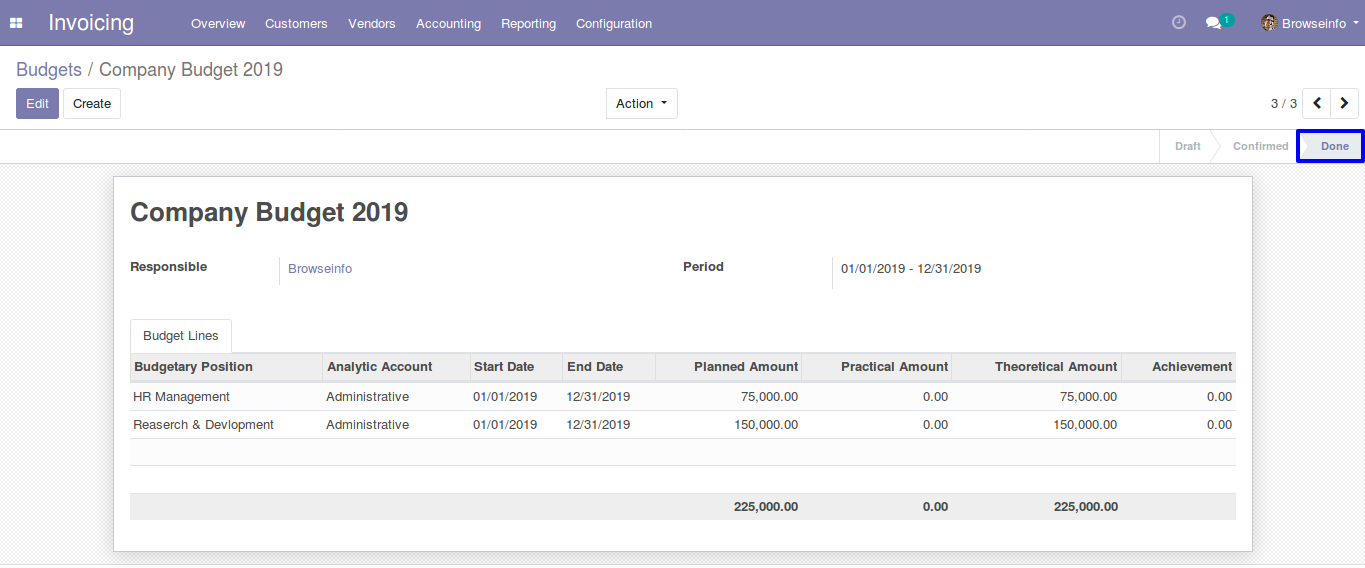 Invoicing Overview Customers Vendors Accounting Reporting Configuration 1 Browseinfo
Budgets / Company Budget 2019
Edit Create Action 3 / 3
Draft Confirmed Done
Company Budget 2019
Responsible Browseinfo Period 01/01/2019 - 12/31/2019
Budget Lines
Budgetary Position Analytic Account Start Date End Date Planned Amount Practical Amount Theoretical Amount Achievement
HR Management Administrative 01/01/2019 12/31/2019 75,000.00 0.00 75,000.00 0.00
Reaserch & Devlopment Administrative 01/01/2019 12/31/2019 150,000.00 0.00 150,000.00 0.00
225,000.00 0.00 225,000.00